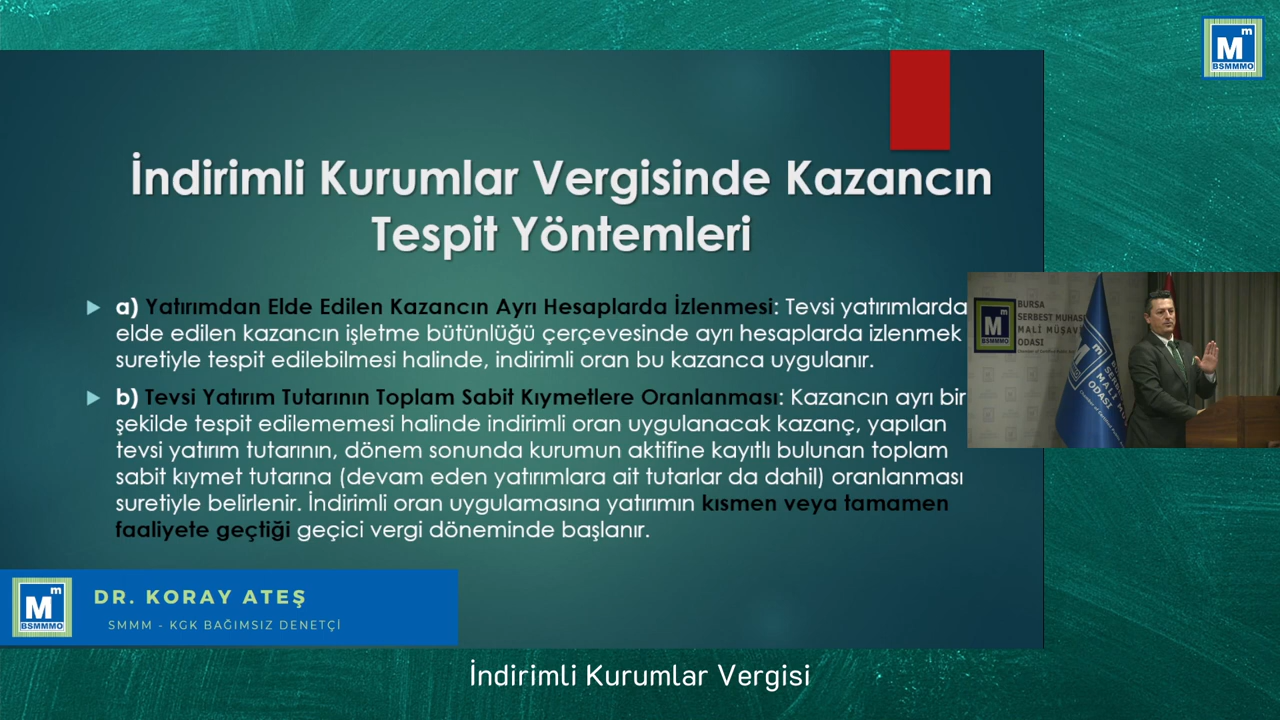 m
M
BSMMMO
İndirimli Kurumlar Vergisinde Kazancın
Tespit Yöntemleri
a) Yatırımdan Elde Edilen Kazancın Ayrı Hesaplarda İzlenmesi: Tevsi yatırımlarda
elde edilen kazancın işletme bütünlüğü çerçevesinde ayrı hesaplarda izlenmek
suretiyle tespit edilebilmesi halinde, indirimli oran bu kazanca uygulanır.
b) Tevsi Yatırım Tutarının Toplam Sabit Kıymetlere Oranlanması: Kazancın ayrı bir
şekilde tespit edilememesi halinde indirimli oran uygulanacak kazanç, yapılan
tevsi yatırım tutarının, dönem sonunda kurumun aktifine kayıtlı bulunan toplam
sabit kıymet tutarına (devam eden yatırımlara ait tutarlar da dahil) oranlanması
suretiyle belirlenir. İndirimli oran uygulamasına yatırımın kısmen veya tamamen
faaliyete geçtiği geçici vergi döneminde başlanır.
m
M
BSMMMO
BURSA
SERBEST MUHAS
MALİ MÜŞAVİ
ODASI
m
M
BSMMMO
DR. KORAY ATEŞ
SMMM - KGK BAĞIMSIZ DENETÇİ
İndirimli Kurumlar Vergisi